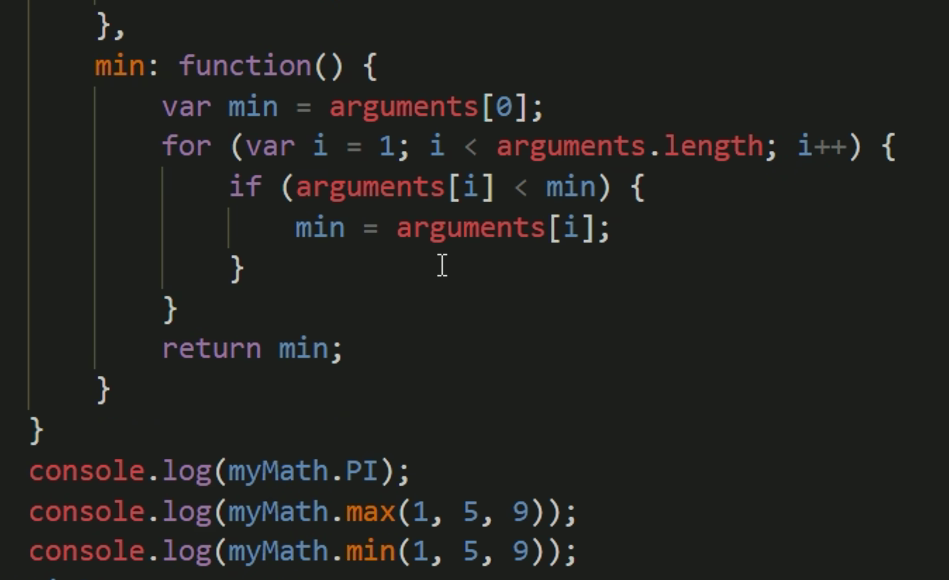 },
min: function() {
var min = arguments[0];
for (var i = 1; i < arguments.length; i++) {
if (arguments[i] < min) {
min = arguments[i];
}
}
return min;
}
}
console.log(myMath.PI);
console.log(myMath.max(1, 5, 9));
console.log(myMath.min(1, 5, 9));